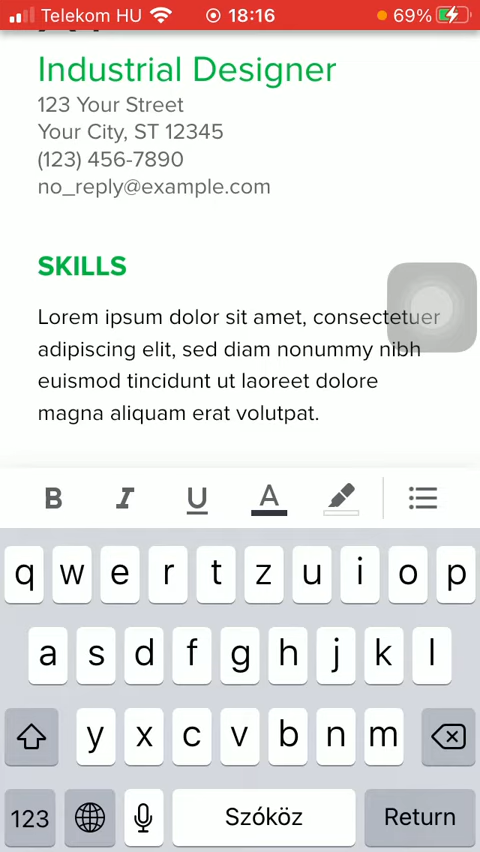 Telekom HU 18:16 69%
Industrial Designer
123 Your Street
Your City, ST 12345
(123) 456-7890
no_reply@example.com
SKILLS
Lorem ipsum dolor sit amet, consectetuer
adipiscing elit, sed diam nonummy nibh
euismod tincidunt ut laoreet dolore
magna aliquam erat volutpat.
B I U A
q w e r t z u i o p
a s d f g h j k l
y x c v b n m
123 Szóköz Return